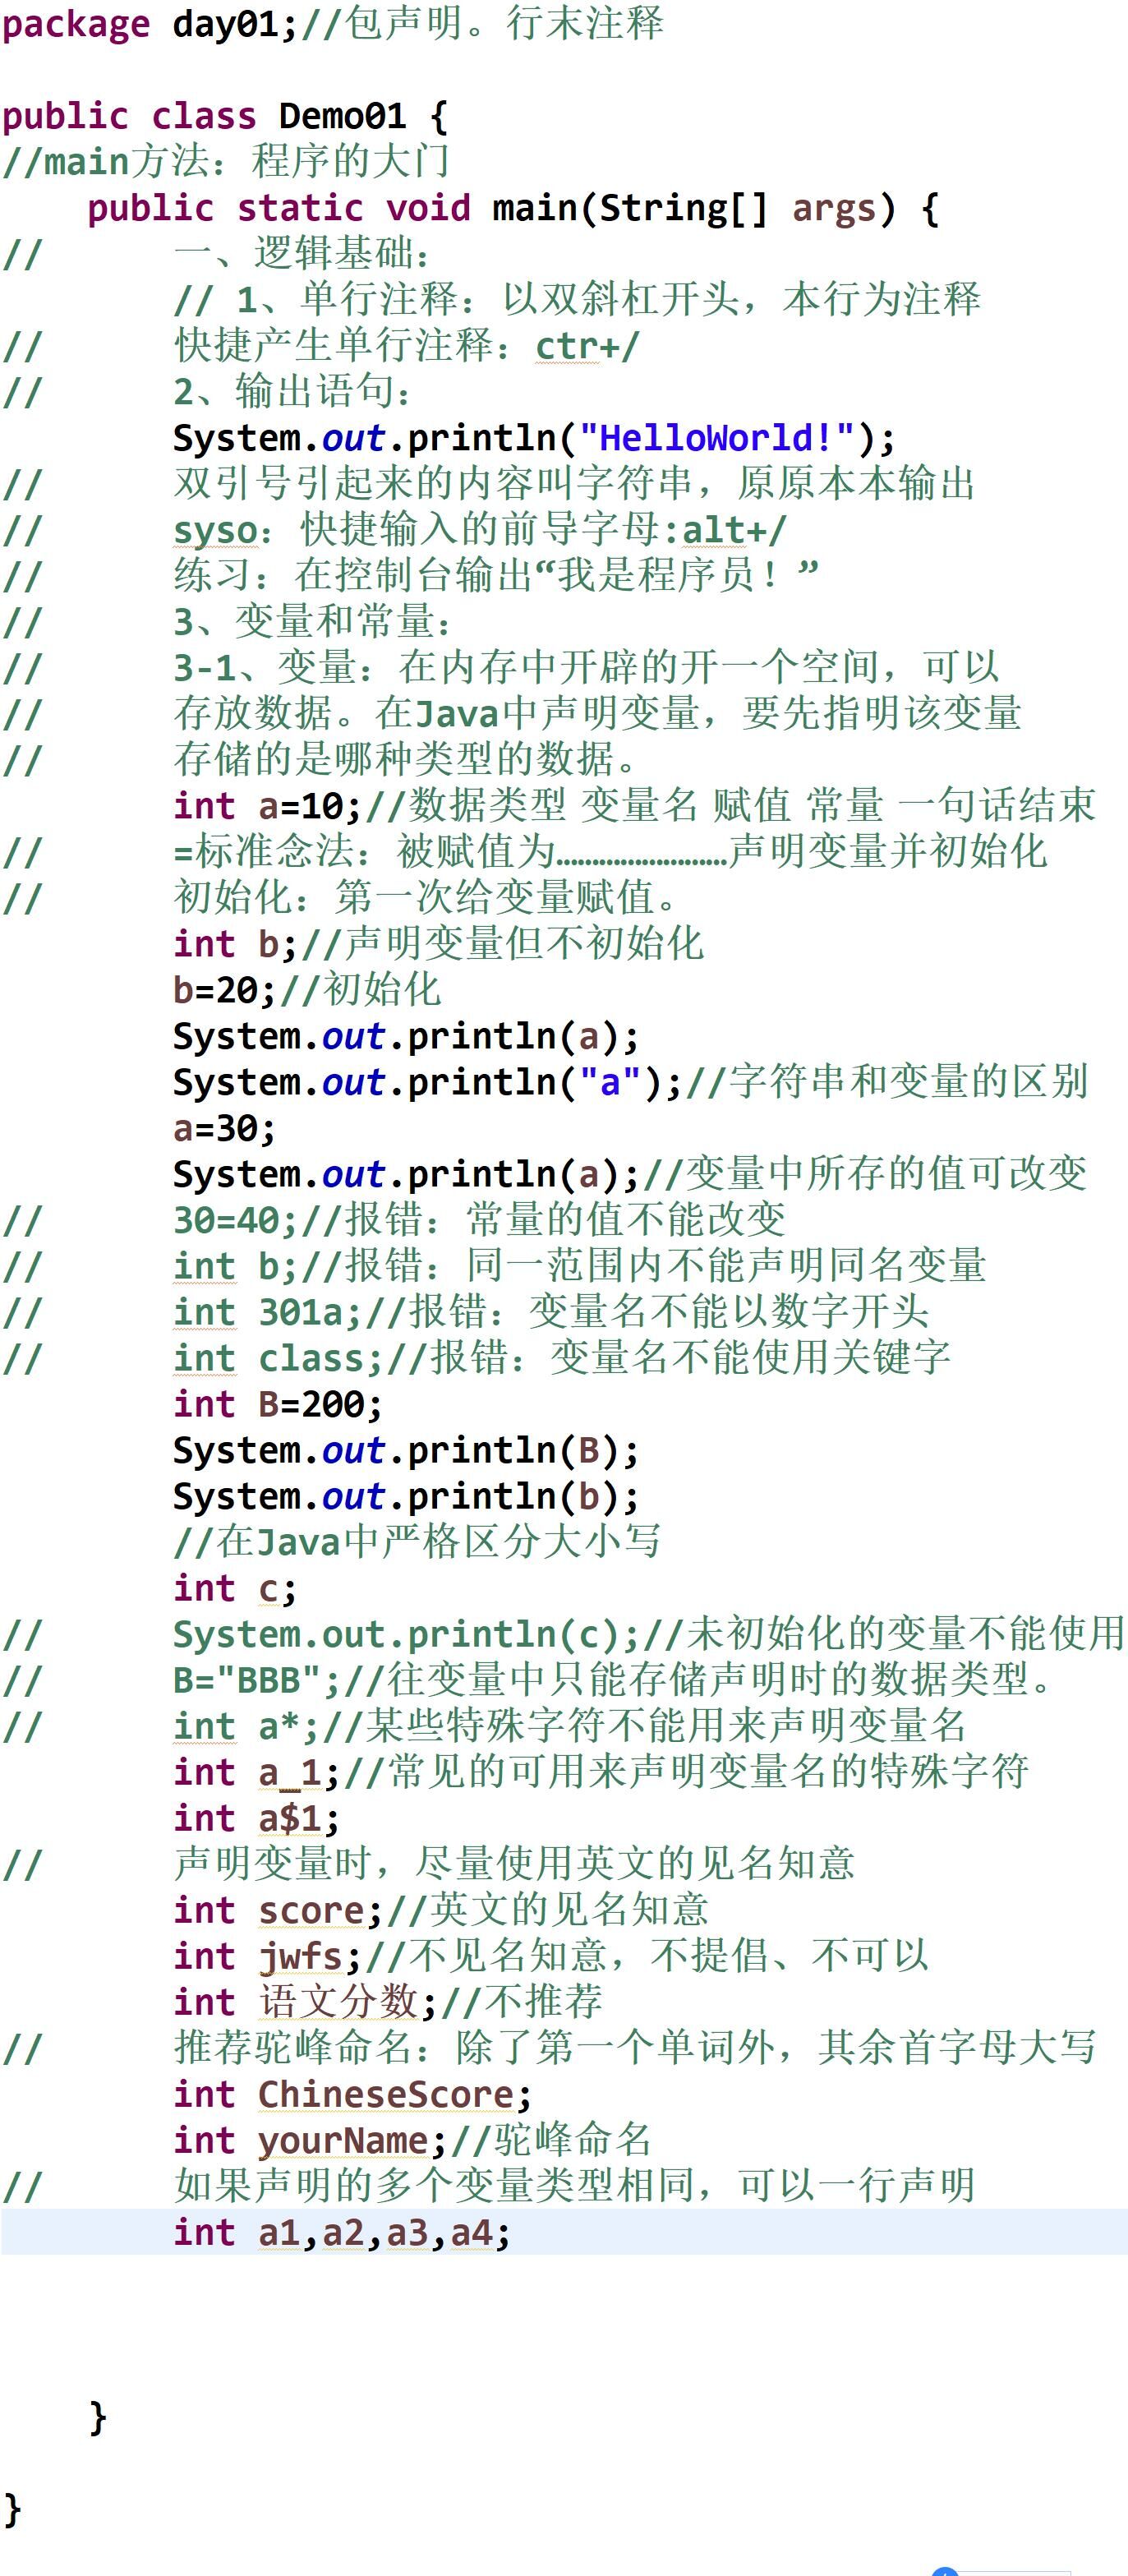 package day01;//包声明。行末注释
public class Demo01 {
//main方法：程序的大门
    public static void main(String[] args) {
//      一、逻辑基础：
        // 1、单行注释：以双斜杠开头，本行为注释
//      快捷产生单行注释：ctr+/
//      2、输出语句：
        System.out.println("HelloWorld!");
//      双引号引起来的内容叫字符串，原原本本输出
//      syso：快捷输入的前导字母:alt+/
//      练习：在控制台输出“我是程序员！”
//      3、变量和常量：
//      3-1、变量：在内存中开辟的开一个空间，可以
//      存放数据。在Java中声明变量，要先指明该变量
//      存储的是哪种类型的数据。
        int a=10;//数据类型 变量名 赋值 常量 一句话结束
//      =标准念法：被赋值为……………………声明变量并初始化
//      初始化：第一次给变量赋值。
        int b;//声明变量但不初始化
        b=20;//初始化
        System.out.println(a);
        System.out.println("a");//字符串和变量的区别
        a=30;
        System.out.println(a);//变量中所存的值可改变
//      30=40;//报错：常量的值不能改变
//      int b;//报错：同一范围内不能声明同名变量
//      int 301a;//报错：变量名不能以数字开头
//      int class;//报错：变量名不能使用关键字
        int B=200;
        System.out.println(B);
        System.out.println(b);
        //在Java中严格区分大小写
        int c;
//      System.out.println(c);//未初始化的变量不能使用
//      B="BBB";//往变量中只能存储声明时的数据类型。
//      int a*;//某些特殊字符不能用来声明变量名
        int a_1;//常见的可用来声明变量名的特殊字符
        int a$1;
//      声明变量时，尽量使用英文的见名知意
        int score;//英文的见名知意
        int jwfs;//不见名知意，不提倡、不可以
        int 语文分数;//不推荐
//      推荐驼峰命名：除了第一个单词外，其余首字母大写
        int ChineseScore;
        int yourName;//驼峰命名
//      如果声明的多个变量类型相同，可以一行声明
        int a1,a2,a3,a4;
    }
}